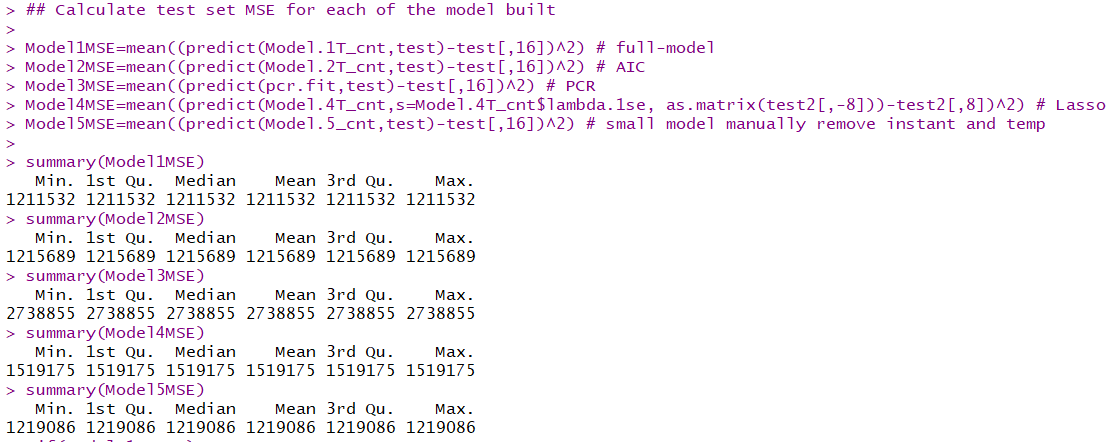 > ## Calculate test set MSE for each of the model built
>
> Model1MSE=mean((predict(Model.1T_cnt,test)-test[,16])^2) # full-model
> Model2MSE=mean((predict(Model.2T_cnt,test)-test[,16])^2) # AIC
> Model3MSE=mean((predict(pcr.fit,test)-test[,16])^2) # PCR
> Model4MSE=mean((predict(Model.4T_cnt,s=Model.4T_cnt$lambda.1se, as.matrix(test2[,-8]))-test2[,8])^2) # Lasso
> Model5MSE=mean((predict(Model.5_cnt,test)-test[,16])^2) # small model manually remove instant and temp
>
> summary(Model1MSE)
   Min. 1st Qu.  Median    Mean 3rd Qu.    Max.
1211532 1211532 1211532 1211532 1211532 1211532
> summary(Model2MSE)
   Min. 1st Qu.  Median    Mean 3rd Qu.    Max.
1215689 1215689 1215689 1215689 1215689 1215689
> summary(Model3MSE)
   Min. 1st Qu.  Median    Mean 3rd Qu.    Max.
2738855 2738855 2738855 2738855 2738855 2738855
> summary(Model4MSE)
   Min. 1st Qu.  Median    Mean 3rd Qu.    Max.
1519175 1519175 1519175 1519175 1519175 1519175
> summary(Model5MSE)
   Min. 1st Qu.  Median    Mean 3rd Qu.    Max.
1219086 1219086 1219086 1219086 1219086 1219086